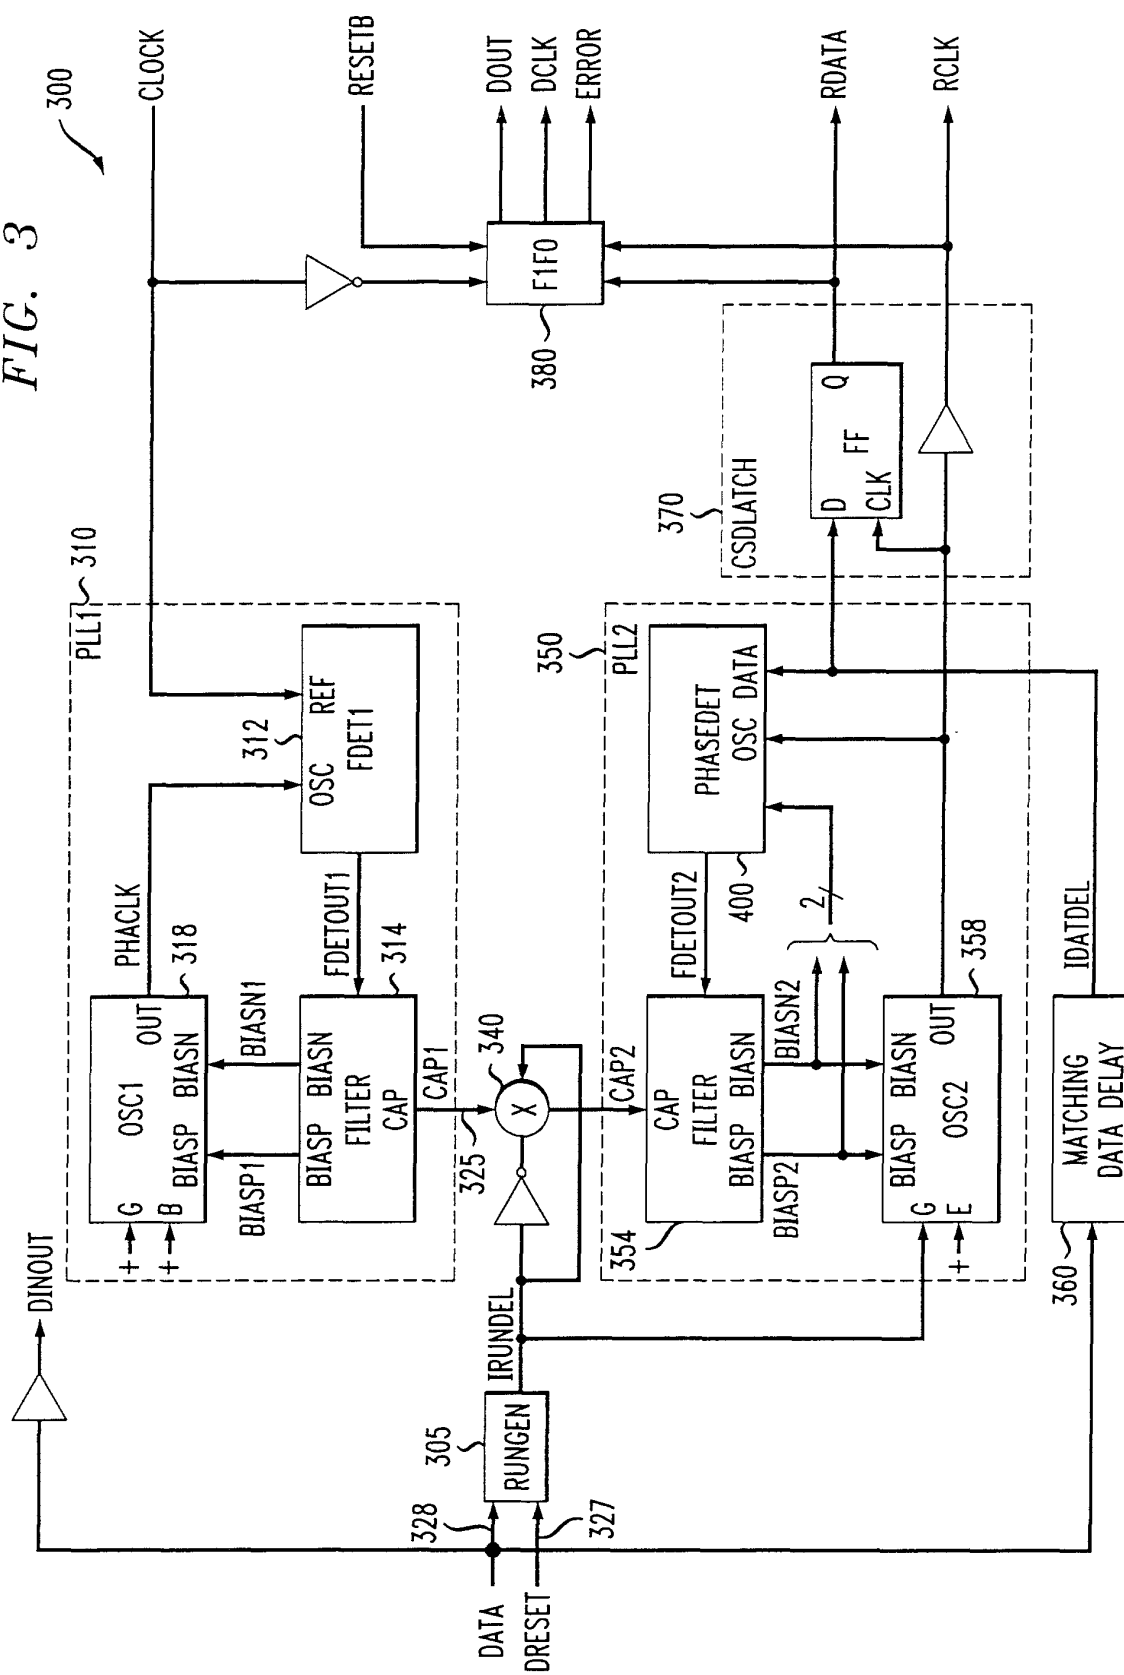 FIG. 3
300
CLOCK
RESETB
DOUT
DCLK
ERROR
RDATA
RCLK
F1F0
380
370
CSDLATCH
D
Q
FF
CLK
PLL1
310
312
OSC
REF
FDET1
PHACLK
FDETOUT1
OSC1
OUT
318
BIASP
BIASN
G
B
+
+
BIASP1
BIASN1
BIASP
BIASN
FILTER
CAP
314
CAP1
325
340
X
CAP2
350
PLL2
PHASEDET
OSC
DATA
400
FDETOUT2
CAP
FILTER
BIASP
BIASN
354
BIASP2
BIASN2
2
BIASP
BIASN
OUT
OSC2
358
G
E
+
IDATDEL
MATCHING
DATA DELAY
360
DINOUT
IRUNDEL
305
RUNGEN
328
327
DATA
DRESET